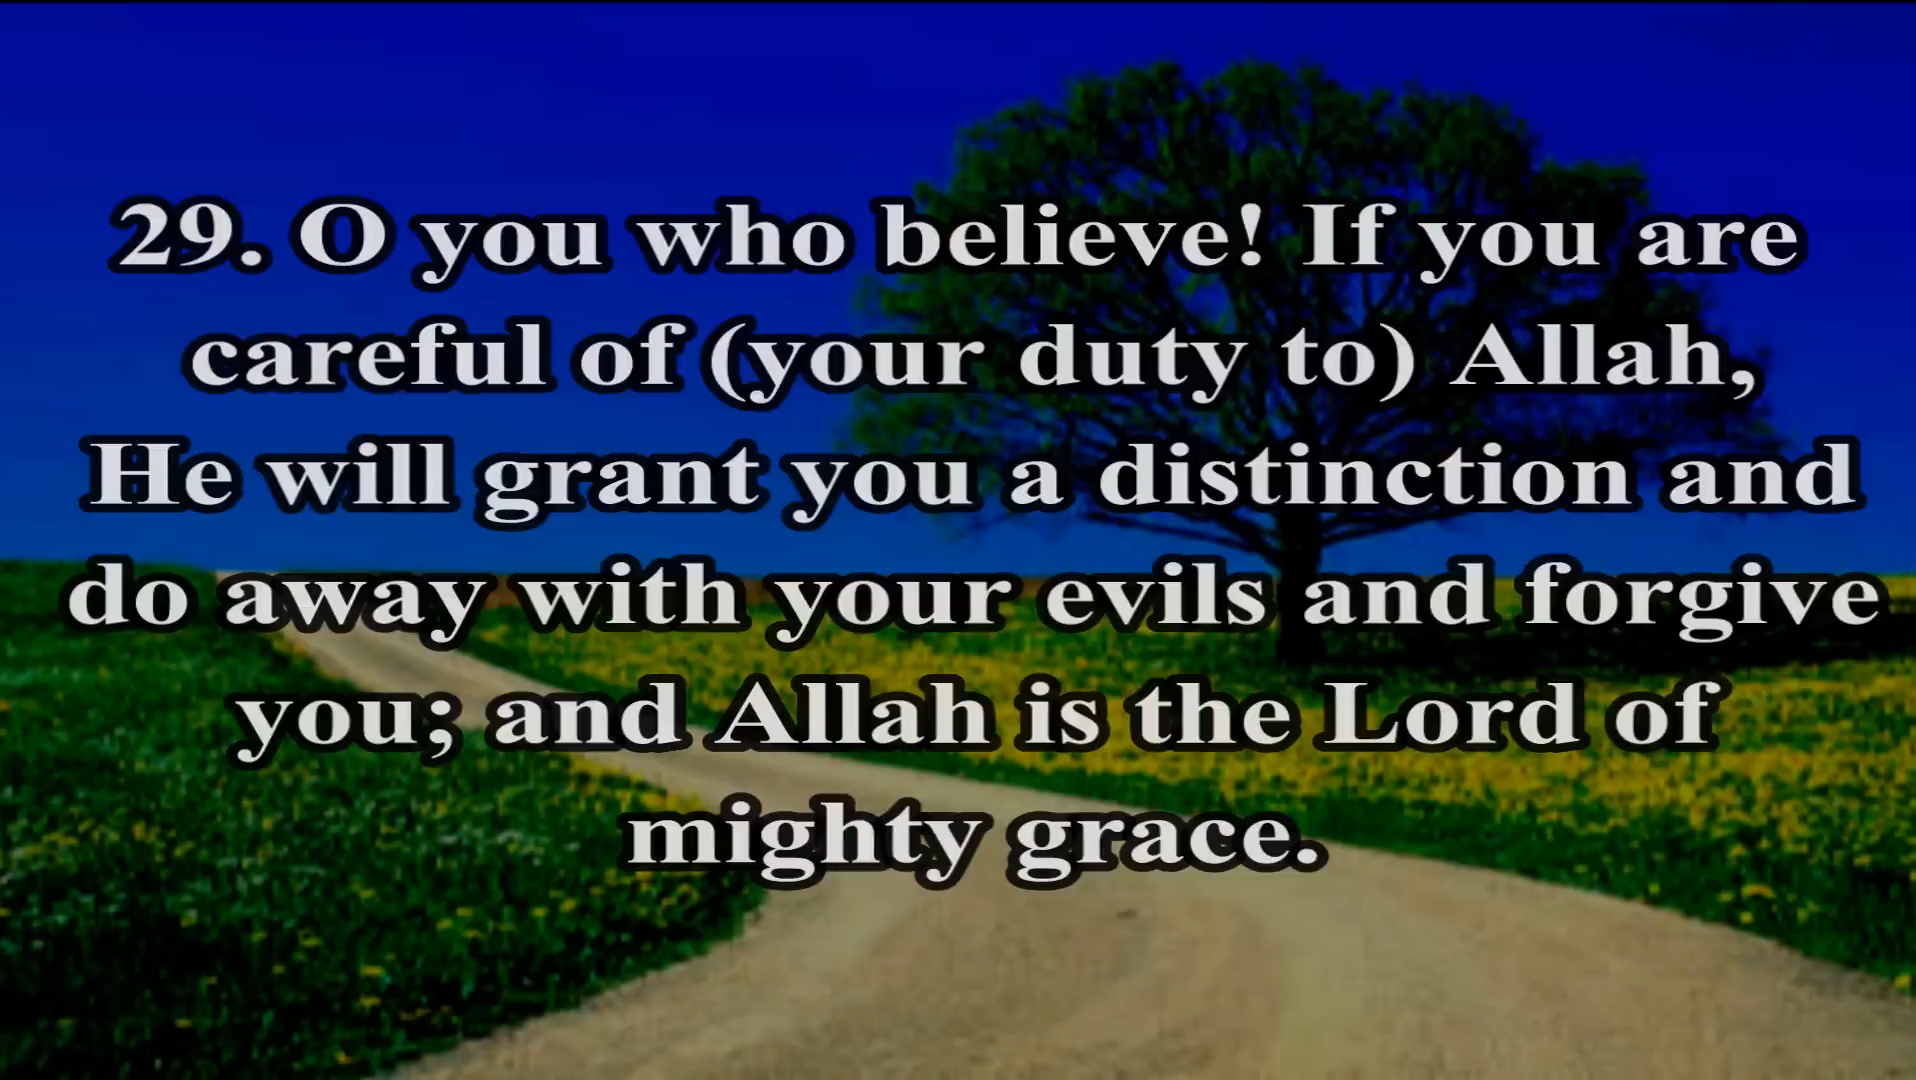 29. O you who believe! If you are
careful of (your duty to) Allah,
He will grant you a distinction and
do away with your evils and forgive
you; and Allah is the Lord of
mighty grace.